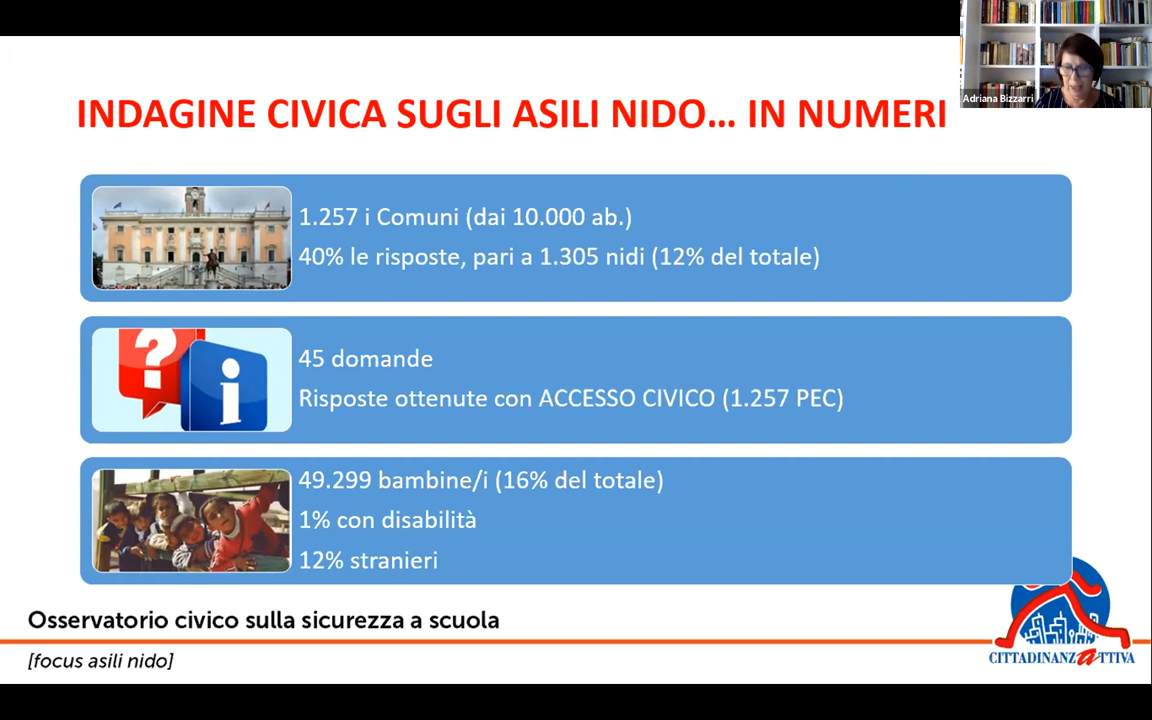 Adriana Bizzarri
INDAGINE CIVICA SUGLI ASILI NIDO... IN NUMERI
1.257 i Comuni (dai 10.000 ab.)
40% le risposte, pari a 1.305 nidi (12% del totale)
45 domande
Risposte ottenute con ACCESSO CIVICO (1.257 PEC)
49.299 bambine/i (16% del totale)
1% con disabilità
12% stranieri
Osservatorio civico sulla sicurezza a scuola
[focus asili nido]
CITTADINANZATTIVA